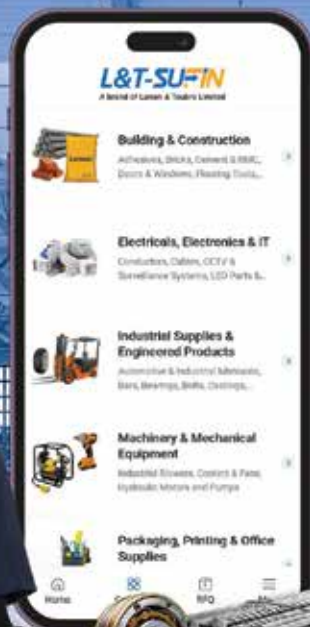 L&T-SUFIN
A Brand of Larsen & Toubro Limited
Building & Construction
Adhesives, Bricks, Cement & RMC,
Doors & Windows, Flooring Tools,..
Electricals, Electronics & IT
Conductors, Cables, CCTV &
Surveillance Systems, LED Parts &..
Industrial Supplies &
Engineered Products
Automotive & Industrial lubricants,
Bars, Bearings, Bolts, Castings,..
Machinery & Mechanical
Equipment
Industrial Blowers, Coolers & Fans,
Hydraulic Motors and Pumps
Packaging, Printing & Office
Supplies
Home
RFQ